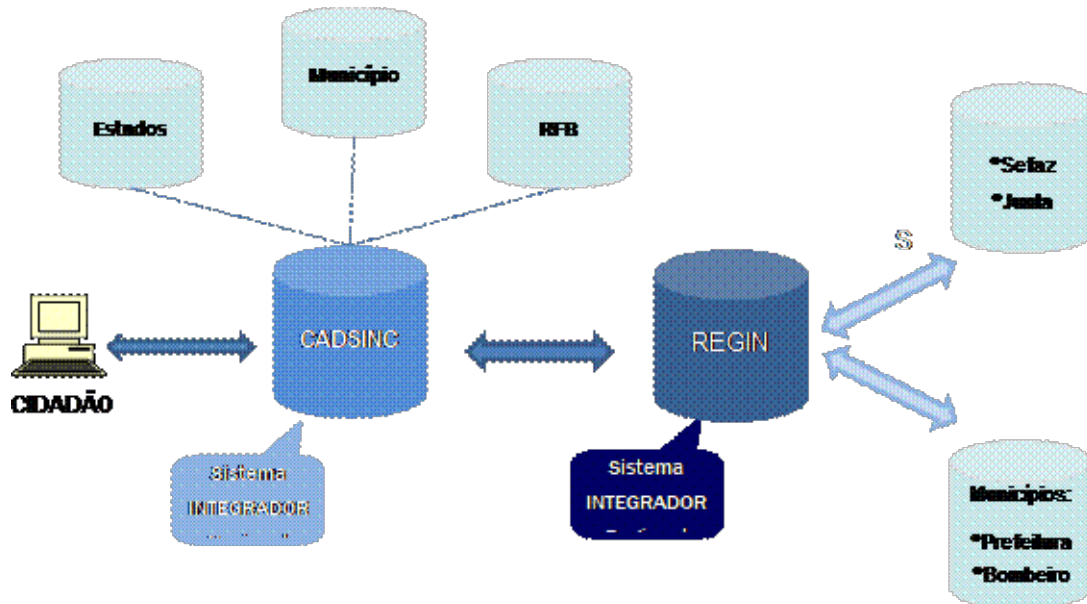 Município
Estados
RFB
*Sefaz
*Junta
S
CADSINC
REGIN
CIDADÃO
Sistema
INTEGRADOR
Sistema
INTEGRADOR
Municípios:
*Prefeitura
*Bombeiro